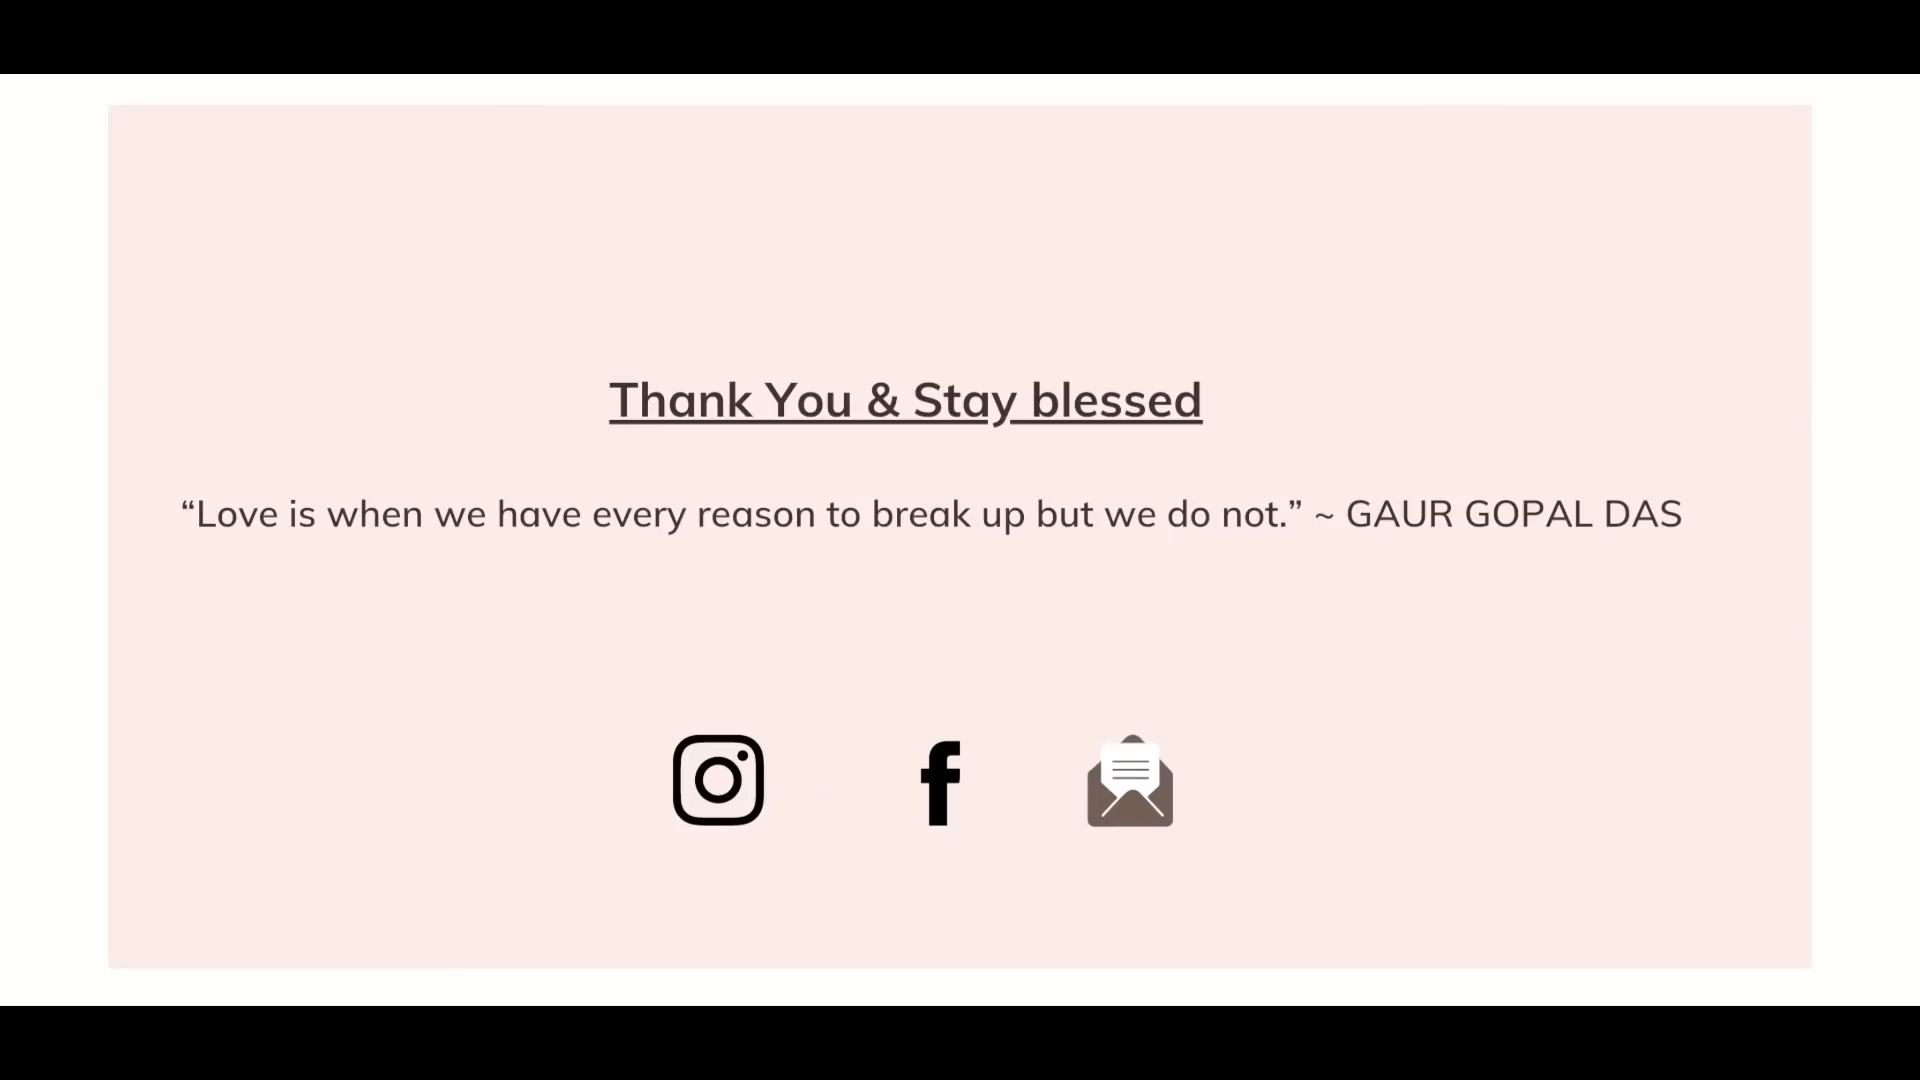 Thank You & Stay blessed
“Love is when we have every reason to break up but we do not.” ~ GAUR GOPAL DAS